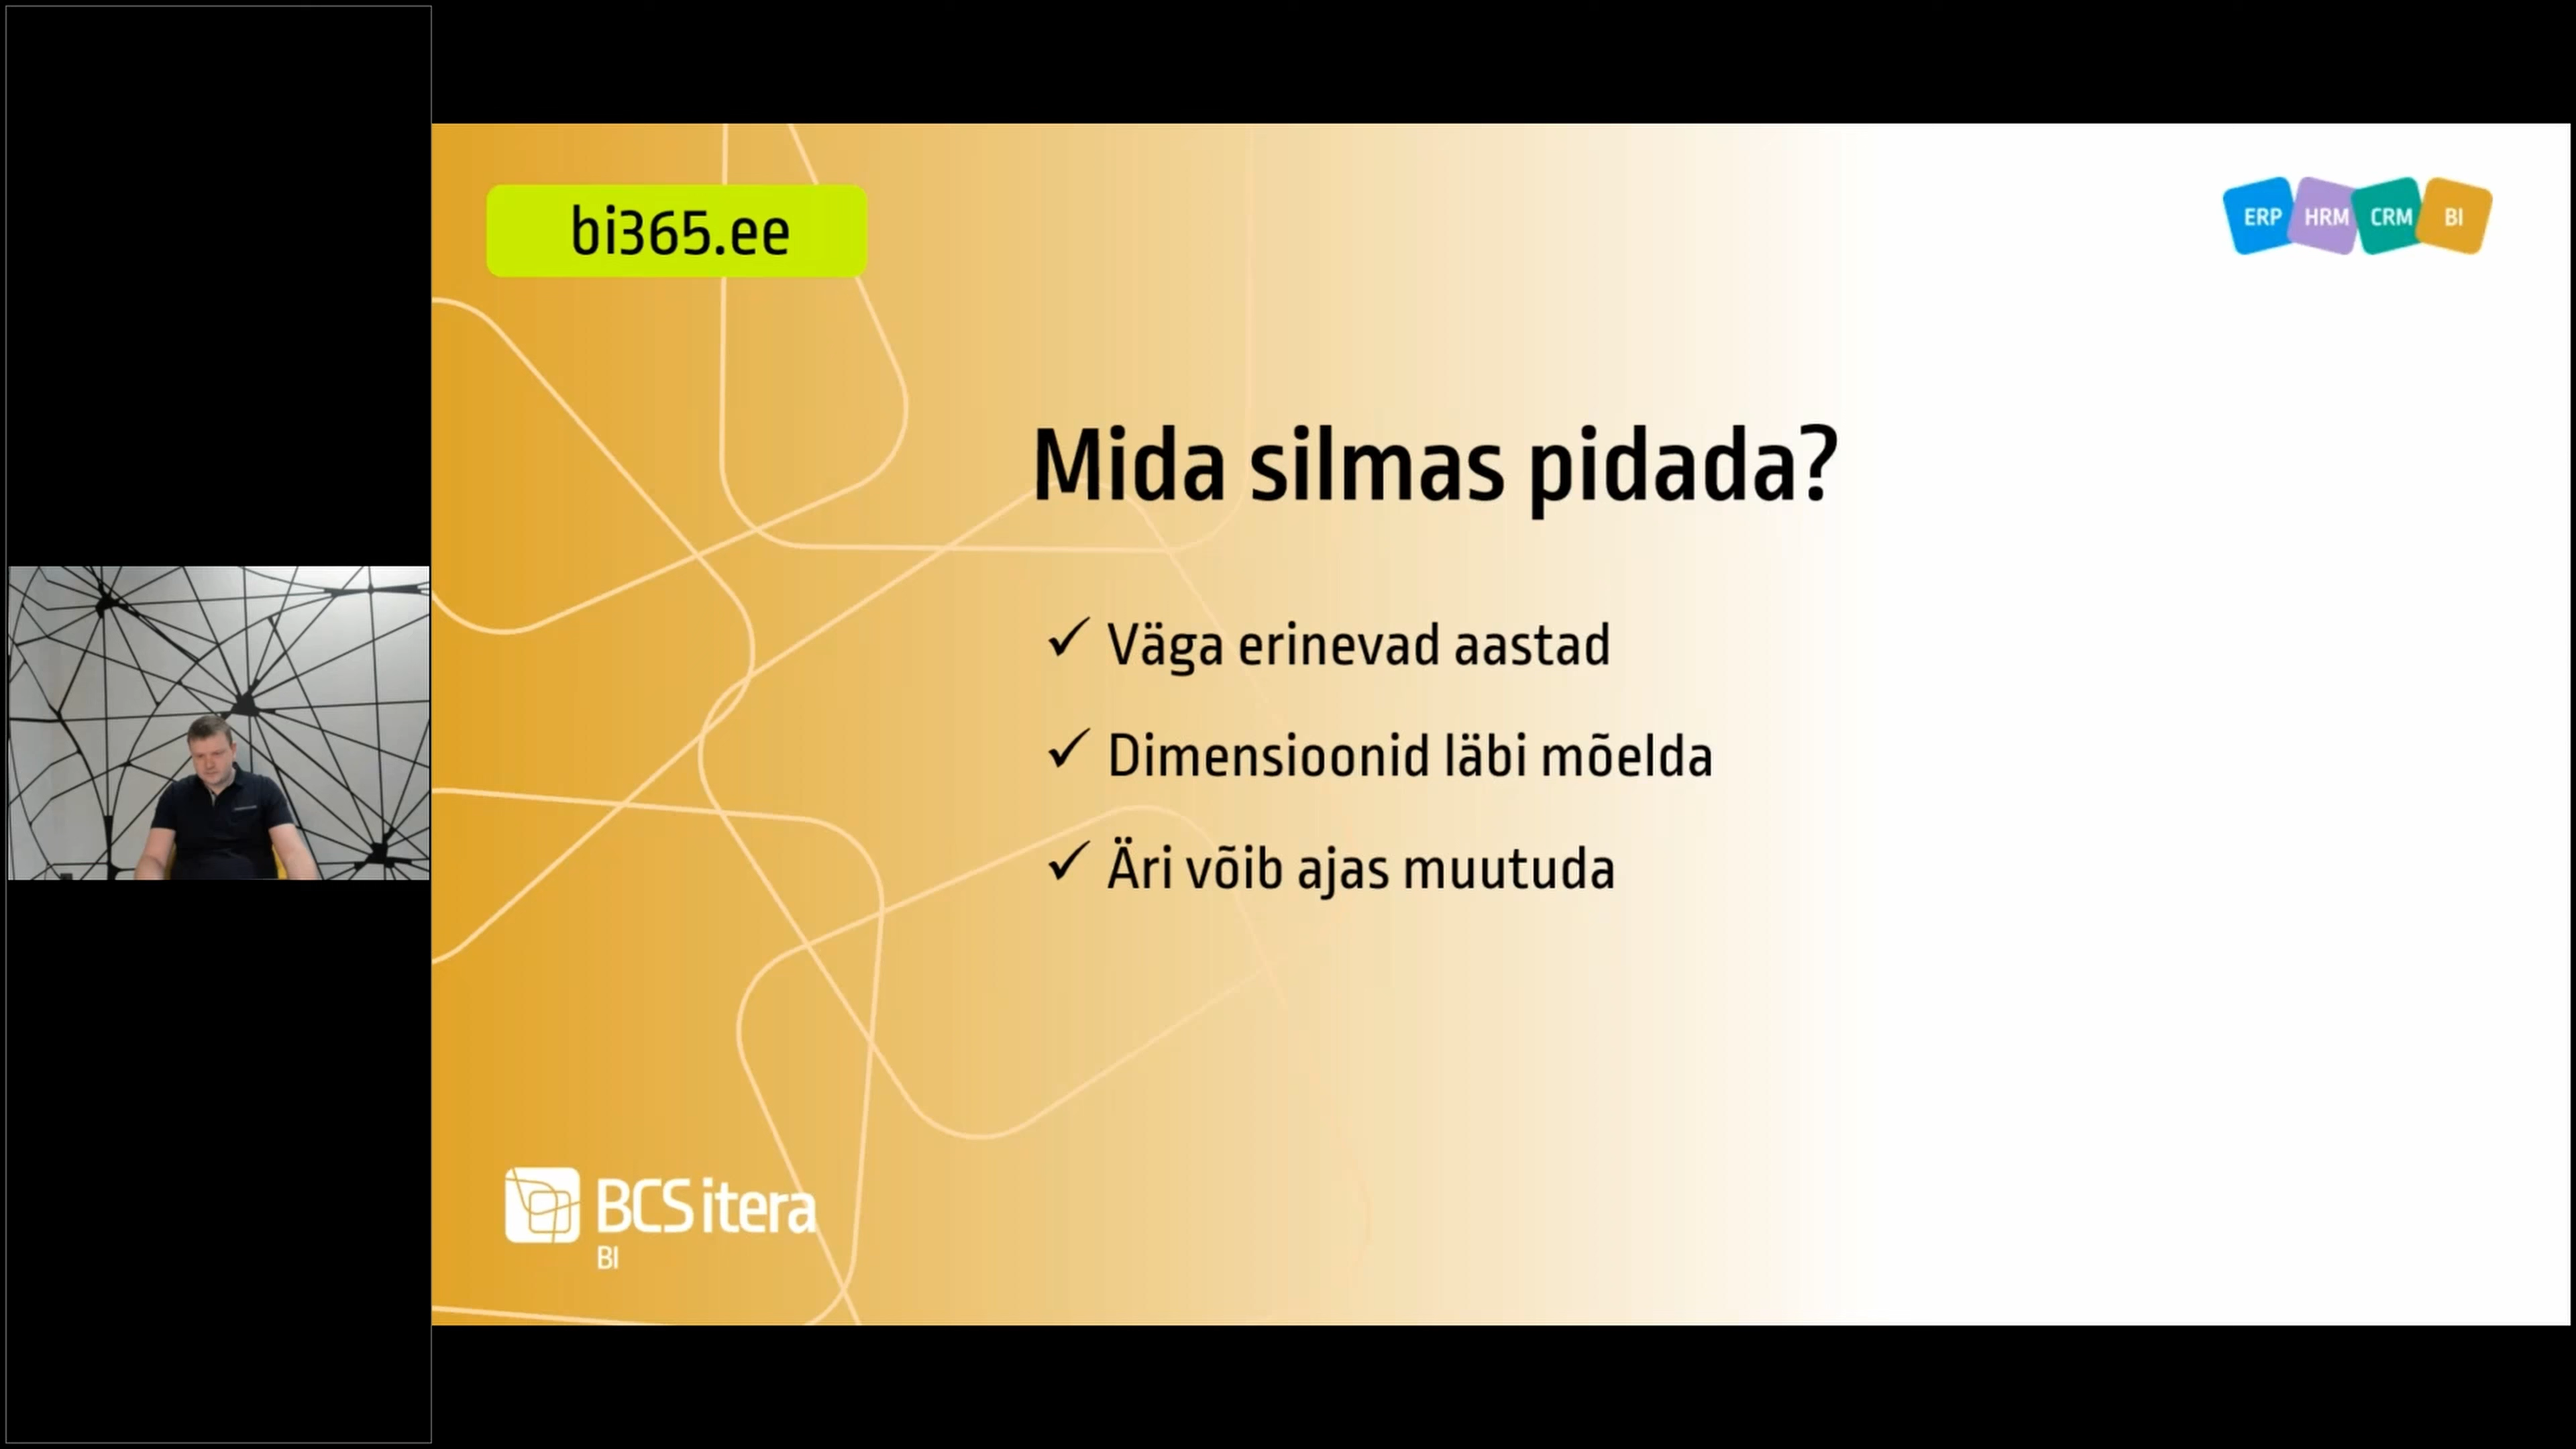 bi365.ee
ERP HRM CRM BI
Mida silmas pidada?
✓ Väga erinevad aastad
✓ Dimensioonid läbi mõelda
✓ Äri võib ajas muutuda
BCS itera
BI